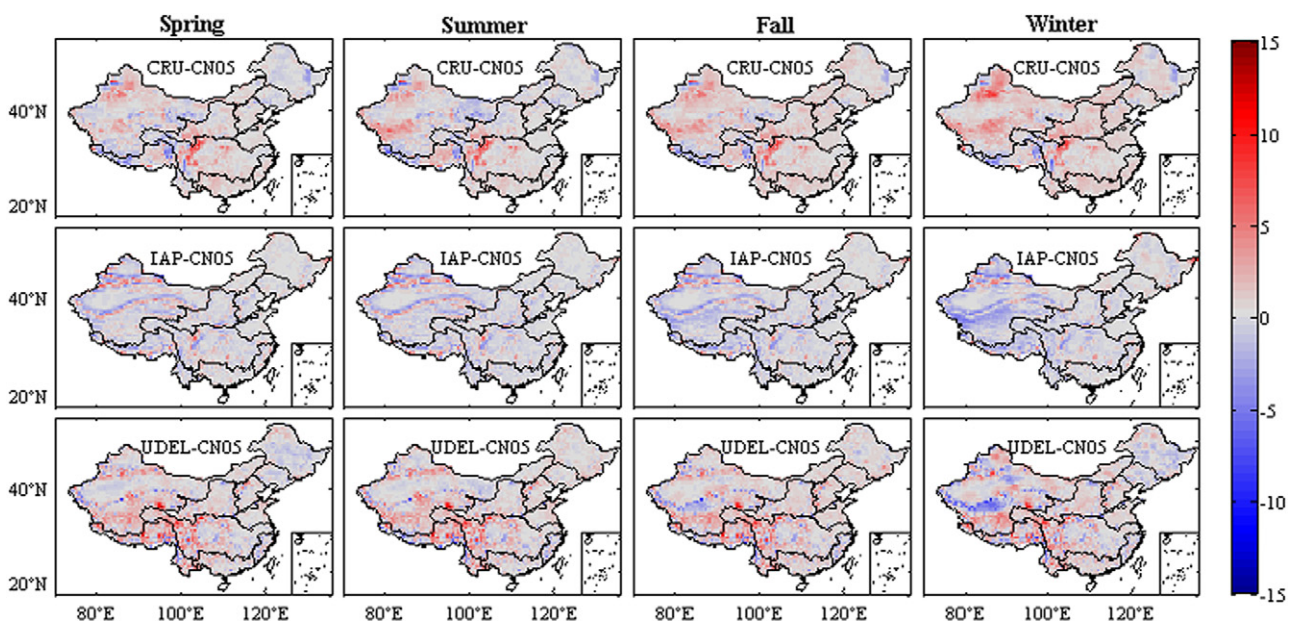 Spring Summer Fall Winter
CRU-CN05 CRU-CN05 CRU-CN05 CRU-CN05
40°N
20°N
IAP-CN05 IAP-CN05 IAP-CN05 IAP-CN05
40°N
20°N
UDEL-CN05 UDEL-CN05 UDEL-CN05 UDEL-CN05
40°N
20°N
80°E 100°E 120°E 80°E 100°E 120°E 80°E 100°E 120°E 80°E 100°E 120°E
15
10
5
0
-5
-10
-15